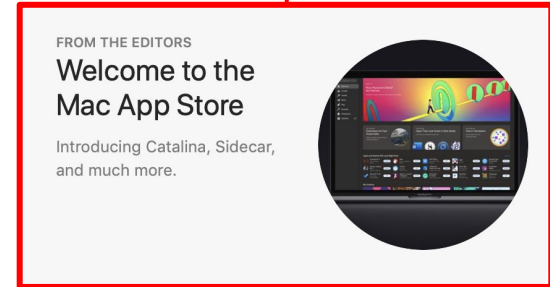 FROM THE EDITORS
Welcome to the
Mac App Store
Introducing Catalina, Sidecar,
and much more.